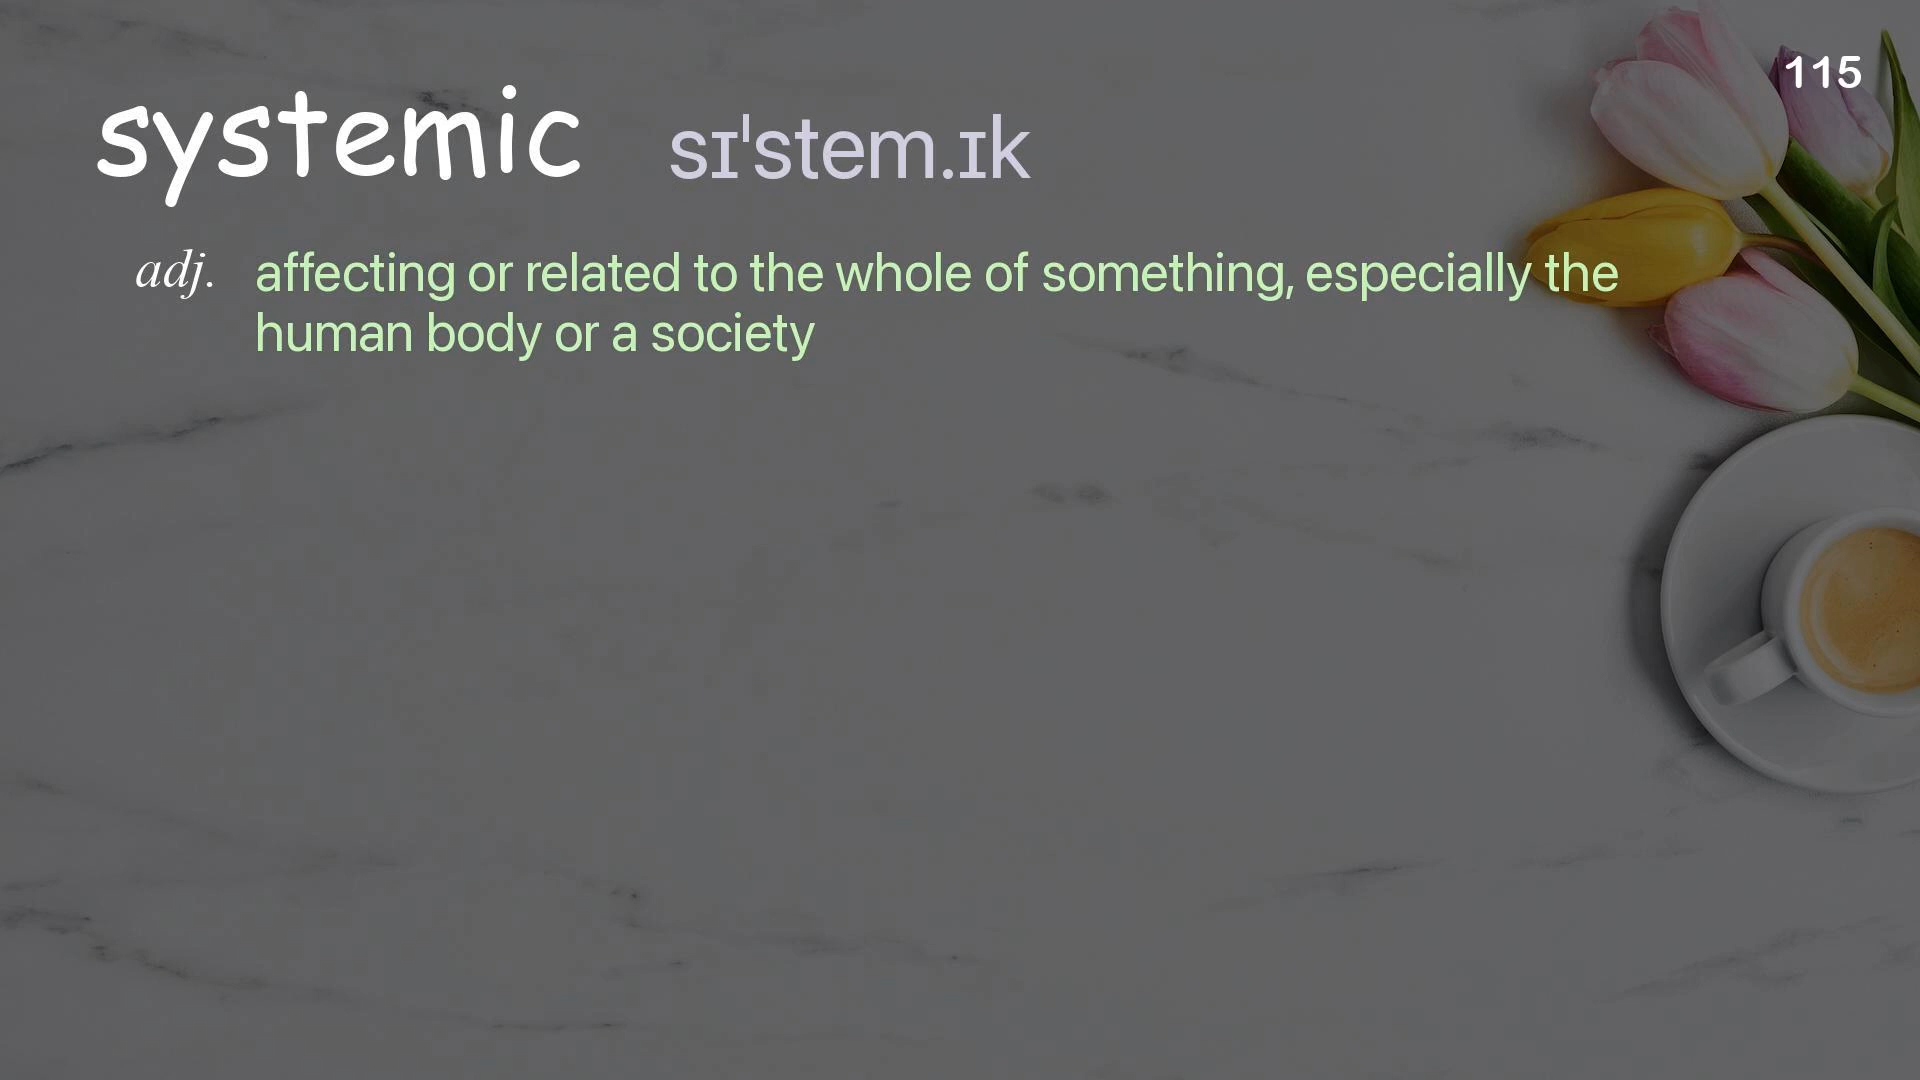 115
systemic sɪˈstem.ɪk
adj. affecting or related to the whole of something, especially the
human body or a society